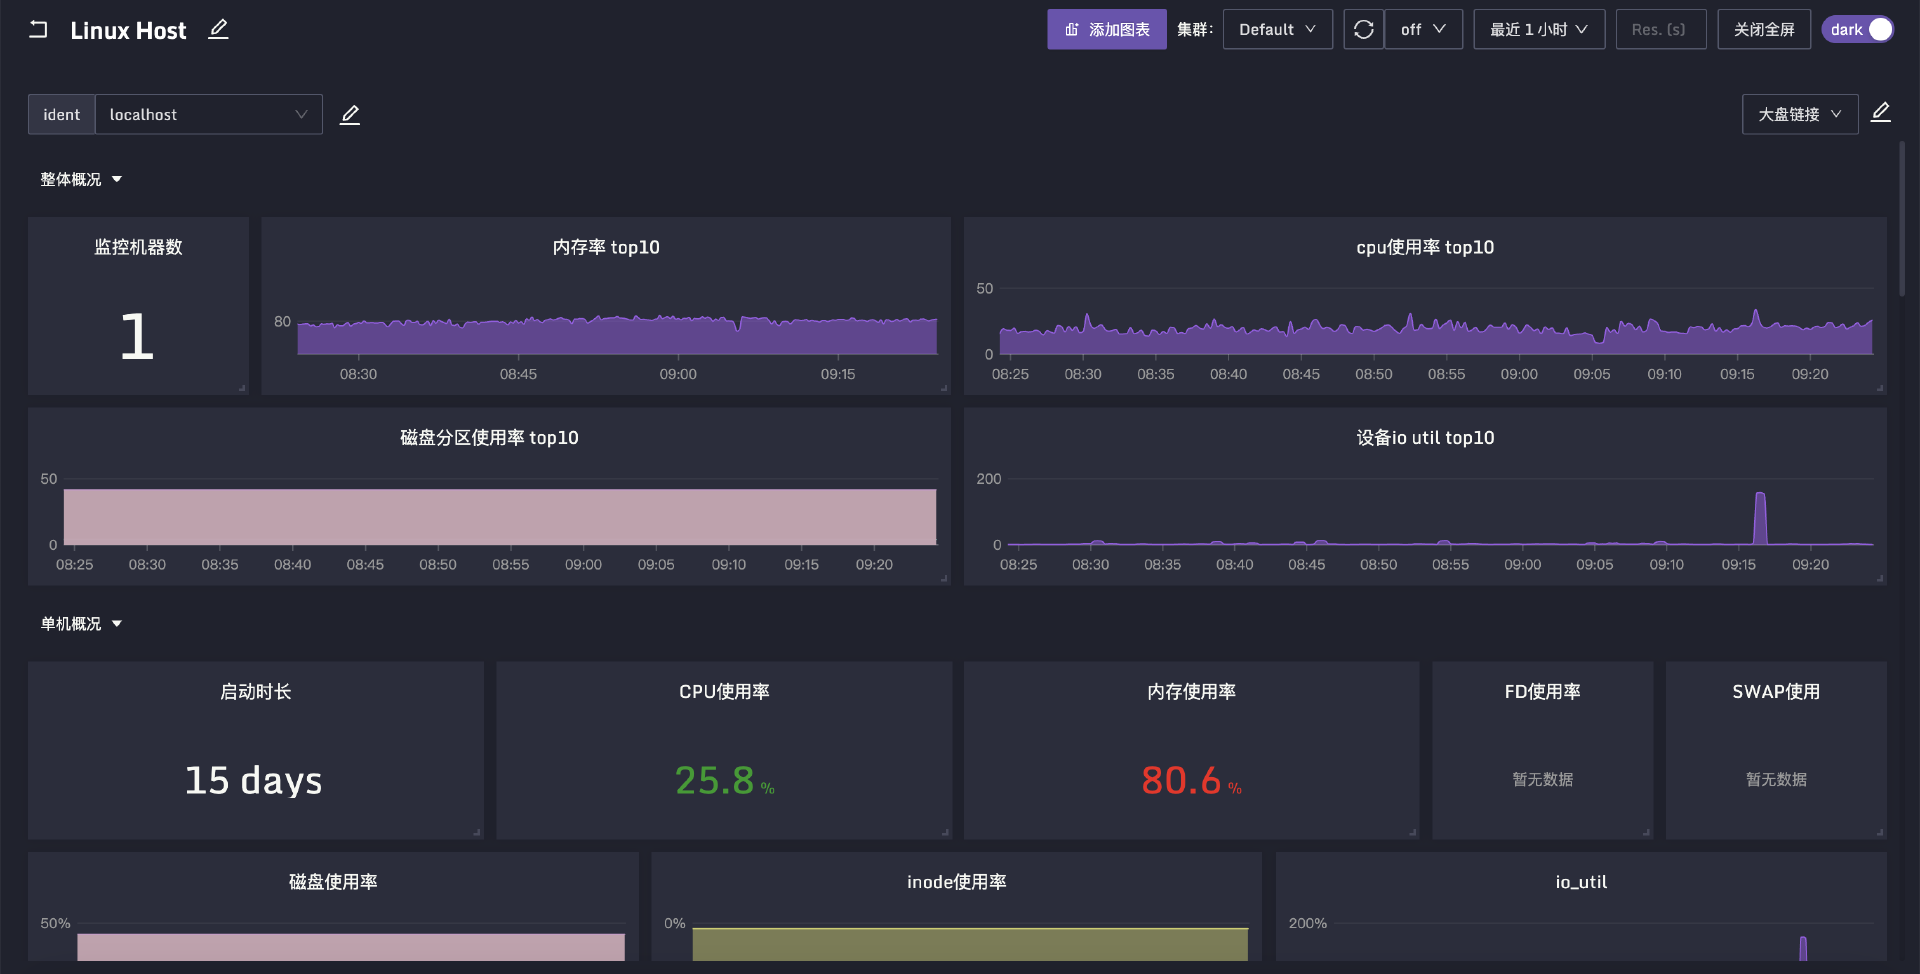 Linux Host
添加图表 集群: Default off 最近 1 小时 Res. (s) 关闭全屏 dark
ident localhost 大盘链接
整体概况
监控机器数
1
内存率 top10
80
08:30 08:45 09:00 09:15
cpu使用率 top10
50
0
08:25 08:30 08:35 08:40 08:45 08:50 08:55 09:00 09:05 09:10 09:15 09:20
磁盘分区使用率 top10
50
0
08:25 08:30 08:35 08:40 08:45 08:50 08:55 09:00 09:05 09:10 09:15 09:20
设备io util top10
200
0
08:25 08:30 08:35 08:40 08:45 08:50 08:55 09:00 09:05 09:10 09:15 09:20
单机概况
启动时长
15 days
CPU使用率
25.8 %
内存使用率
80.6 %
FD使用率
暂无数据
SWAP使用
暂无数据
磁盘使用率
50%
inode使用率
0%
io_util
200%